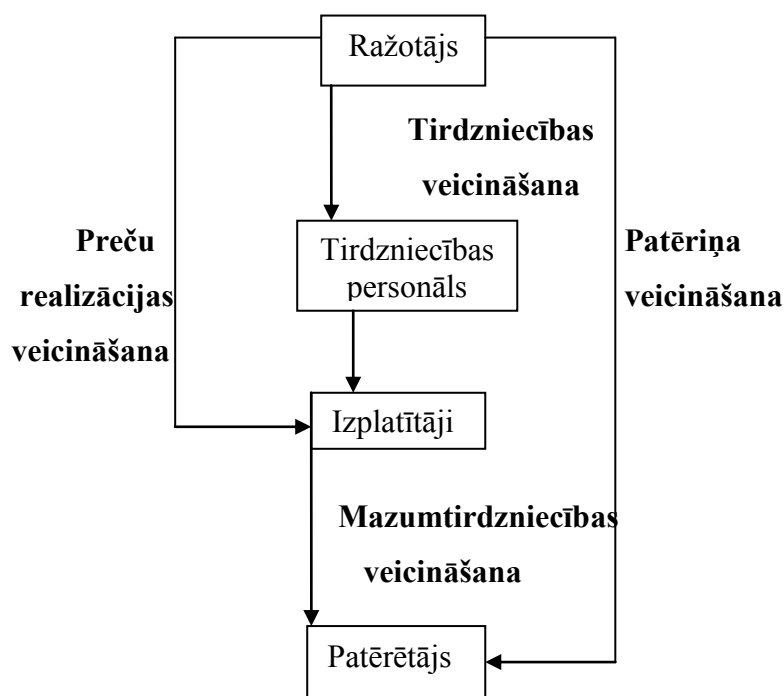 Ražotājs
Tirdzniecības
veicināšana
Preču
realizācijas
veicināšana
Tirdzniecības
personāls
Patēriņa
veicināšana
Izplatītāji
Mazumtirdzniecības
veicināšana
Patērētājs